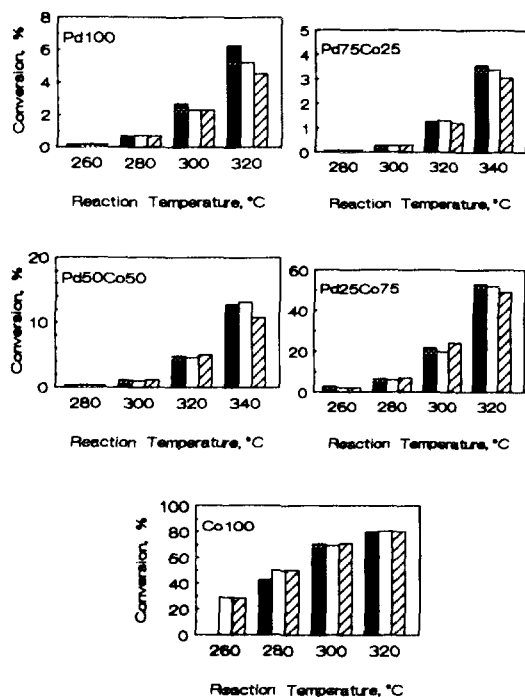 Pd100
Conversion, %
8
6
4
2
0
260 280 300 320
Reaction Temperature, °C
Pd75Co25
5
4
3
2
1
0
280 300 320 340
Reaction Temperature, °C
Pd50Co50
Conversion, %
20
10
0
280 300 320 340
Reaction Temperature, °C
Pd25Co75
60
40
20
0
260 280 300 320
Reaction Temperature, °C
Co100
Conversion, %
100
80
60
40
20
0
260 280 300 320
Reaction Temperature, °C